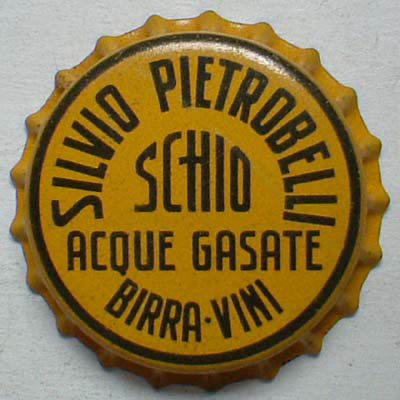 SILVIO PIETROBELLI
SCHIO
ACQUE GASATE
BIRRA·VINI